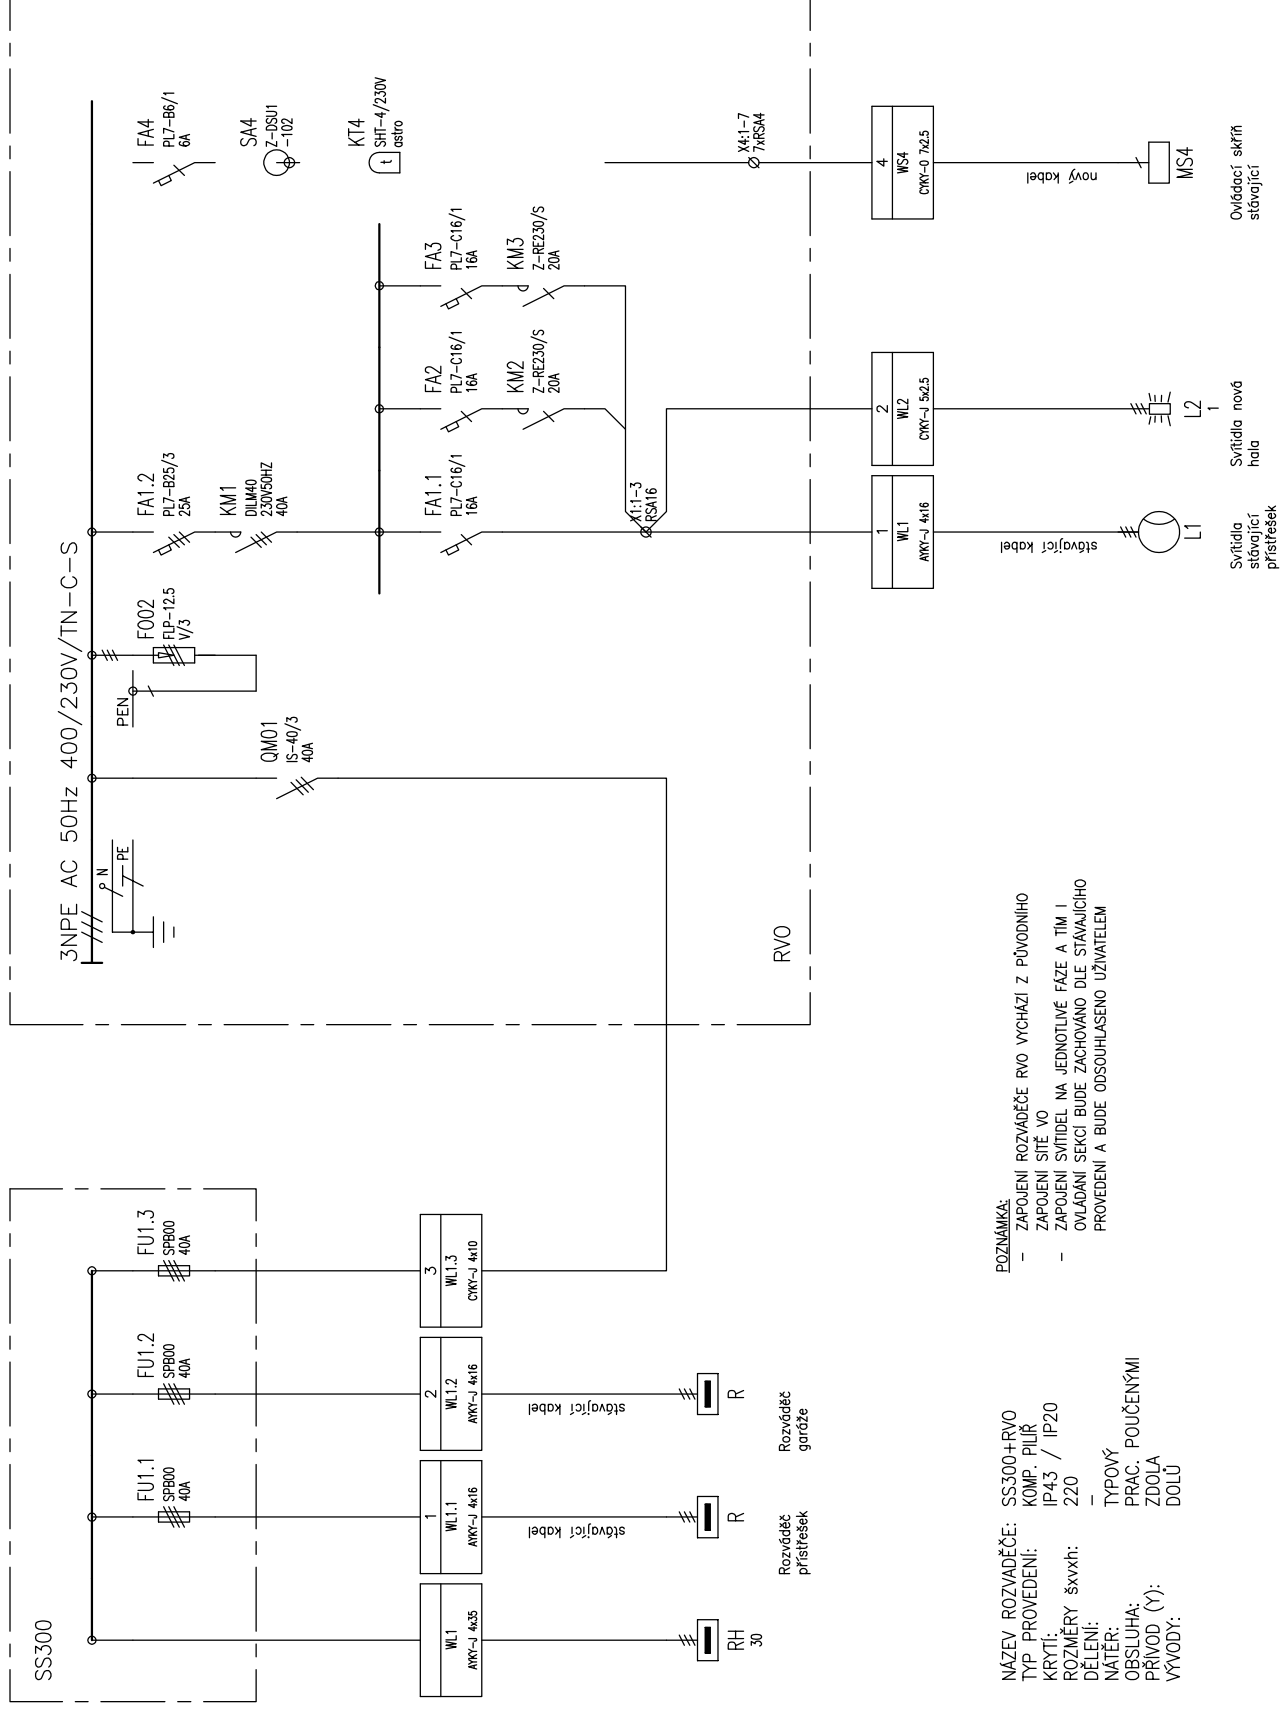 SS300
FU1.1
SPB00
40A
FU1.2
SPB00
40A
FU1.3
SPB00
40A
WL1
AYKY-J 4x35
1
WL1.1
AYKY-J 4x16
2
WL1.2
AYKY-J 4x16
3
WL1.3
CYKY-J 4x10
stávající kabel
stávající kabel
RH
30
R
Rozváděč
přístřešek
R
Rozváděč
garáže
3NPE AC 50Hz 400/230V/TN-C-S
N
PE
PEN
QM01
IS-40/3
40A
F002
FLP-12.5
V/3
FA1.2
PL7-B25/3
25A
KM1
DILM40
230V50HZ
40A
FA4
PL7-B6/1
6A
SA4
Z-DSU1
-102
KT4
SHT-4/230V
astro
t
FA1.1
PL7-C16/1
16A
FA2
PL7-C16/1
16A
KM2
Z-RE230/S
20A
FA3
PL7-C16/1
16A
KM3
Z-RE230/S
20A
X1:1-3
RSA16
X4:1-7
7xRSA4
RVO
1
WL1
AYKY-J 4x16
2
WL2
CYKY-J 5x2.5
4
WS4
CYKY-O 7x2.5
stávající kabel
nový kabel
L1
Svítidla
stávající
přístřešek
L2
1
Svítidla nová
hala
MS4
Ovládací skříň
stávající
NÁZEV ROZVADĚČE: SS300+RVO
TYP PROVEDENÍ: KOMP. PILÍŘ
KRYTÍ: IP43 / IP20
ROZMĚRY šxvxh: 220
DĚLENÍ: -
NÁTĚR: TYPOVÝ
OBSLUHA: PRAC. POUČENÝMI
PŘÍVOD (Y): ZDOLA
VÝVODY: DOLŮ
POZNÁMKA:
- ZAPOJENÍ ROZVÁDĚČE RVO VYCHÁZÍ Z PŮVODNÍHO
ZAPOJENÍ SÍTĚ VO
- ZAPOJENÍ SVÍTIDEL NA JEDNOTLIVÉ FÁZE A TÍM I
OVLÁDÁNÍ SEKCÍ BUDE ZACHOVÁNO DLE STÁVAJÍCÍHO
PROVEDENÍ A BUDE ODSOUHLASENO UŽIVATELEM